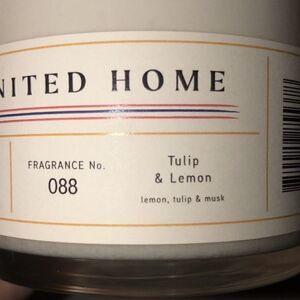 NITED HOME
FRAGRANCE No.
088
Tulip
& Lemon
lemon, tulip & musk